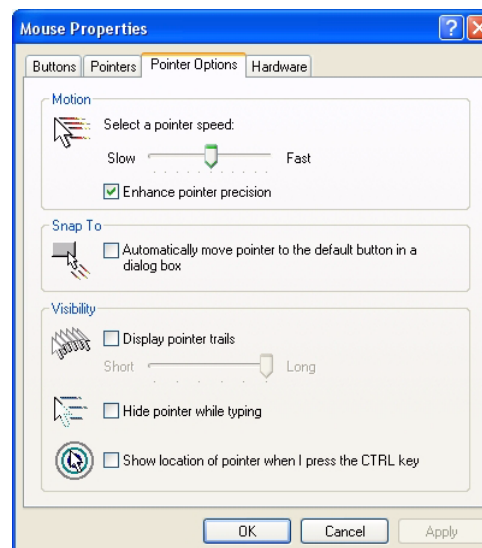 Mouse Properties
Buttons Pointers Pointer Options Hardware
Motion
Select a pointer speed:
Slow Fast
Enhance pointer precision
Snap To
Automatically move pointer to the default button in a
dialog box
Visibility
Display pointer trails
Short Long
Hide pointer while typing
Show location of pointer when I press the CTRL key
OK Cancel Apply